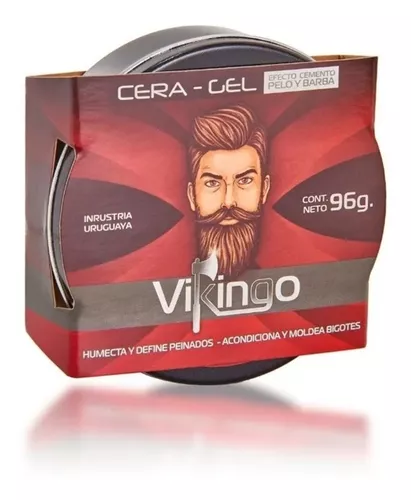 CERA - GEL
EFECTO CEMENTO
PELO Y BARBA
INRUSTRIA
URUGUAYA
CONT.
NETO 96g.
Vikingo
HUMECTA Y DEFINE PEINADOS - ACONDICIONA Y MOLDEA BIGOTES